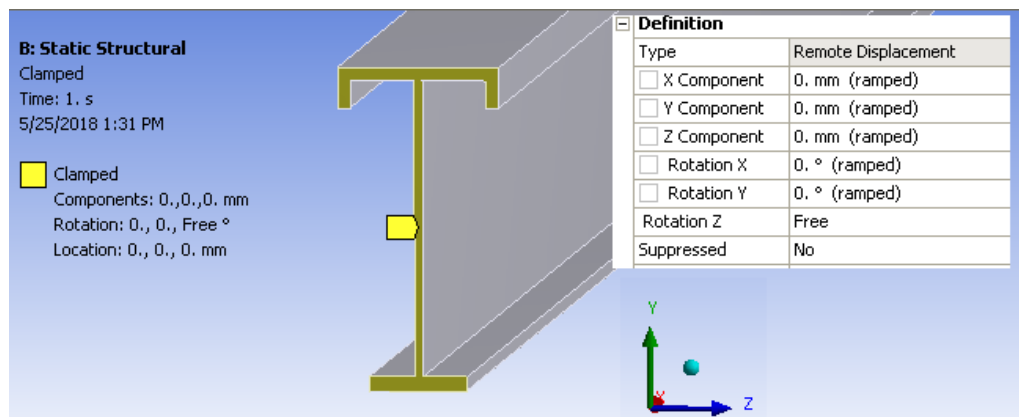 B: Static Structural
Clamped
Time: 1. s
5/25/2018 1:31 PM
Clamped
Components: 0.,0.,0. mm
Rotation: 0., 0., Free °
Location: 0., 0., 0. mm
Definition
Type Remote Displacement
X Component 0. mm (ramped)
Y Component 0. mm (ramped)
Z Component 0. mm (ramped)
Rotation X 0. ° (ramped)
Rotation Y 0. ° (ramped)
Rotation Z Free
Suppressed No
Y
X
Z